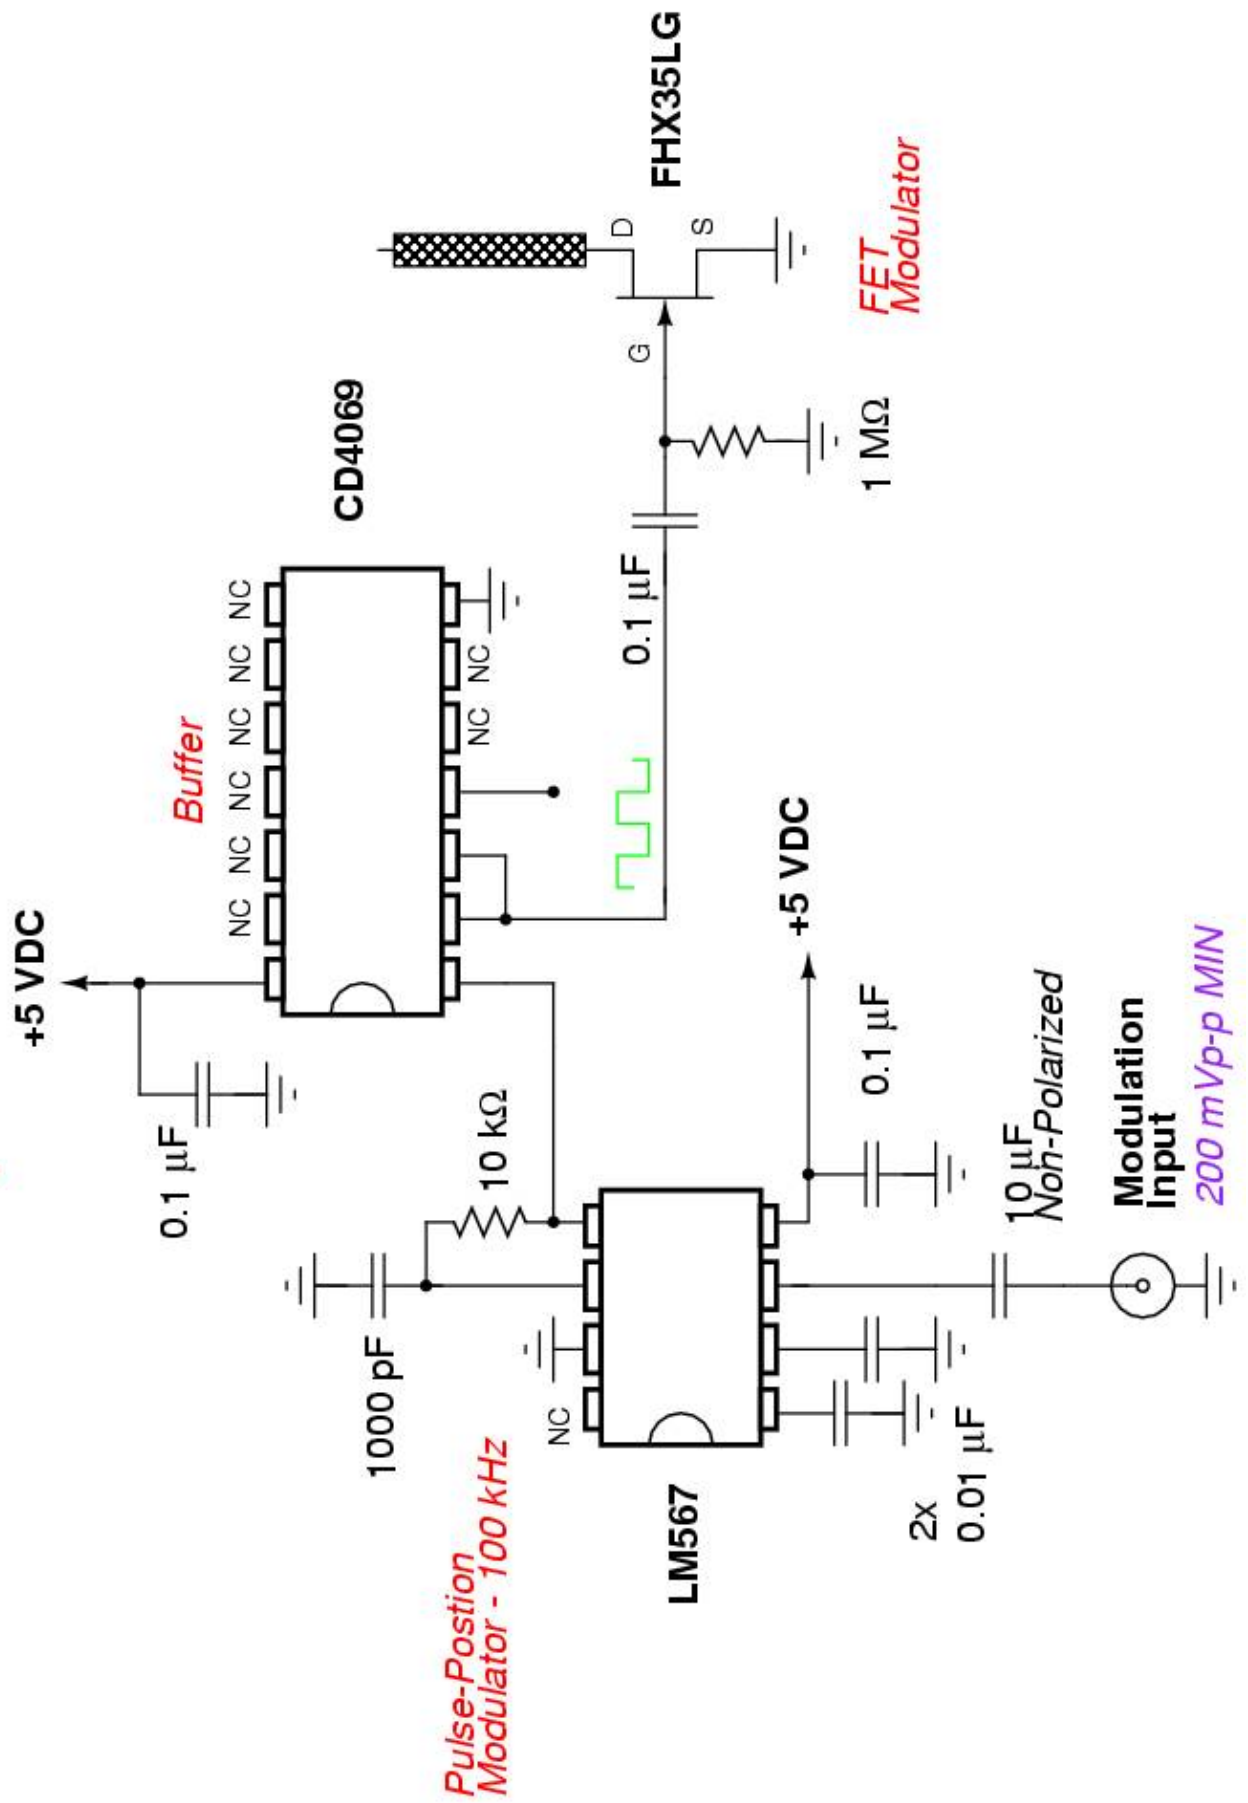 +5 VDC
Buffer
CD4069
0.1 µF
NC
NC
NC
NC
NC
NC
NC
NC
1000 pF
10 kΩ
Pulse-Postion
Modulator - 100 kHz
NC
LM567
2x
0.01 µF
0.1 µF
+5 VDC
10 µF
Non-Polarized
Modulation
Input
200 mVp-p MIN
0.1 µF
1 MΩ
G
D
S
FHX35LG
FET
Modulator